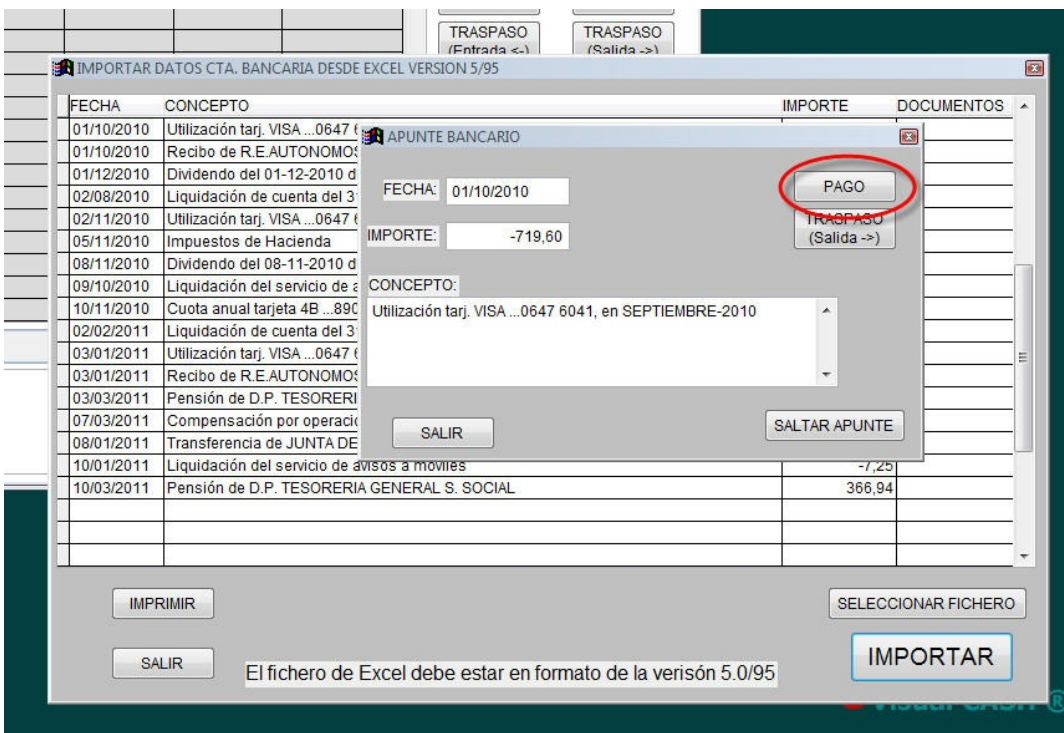 TRASPASO TRASPASO
(Entrada <-) (Salida ->)
IMPORTAR DATOS CTA. BANCARIA DESDE EXCEL VERSION 5/95
FECHA CONCEPTO IMPORTE DOCUMENTOS
01/10/2010 Utilización tarj. VISA ...0647
01/10/2010 Recibo de R.E.AUTONOMOS
01/12/2010 Dividendo del 01-12-2010 d
02/08/2010 Liquidación de cuenta del 3
02/11/2010 Utilización tarj. VISA ...0647 6
05/11/2010 Impuestos de Hacienda
08/11/2010 Dividendo del 08-11-2010 d
09/10/2010 Liquidación del servicio de a
10/11/2010 Cuota anual tarjeta 4B ...890
02/02/2011 Liquidación de cuenta del 3
03/01/2011 Utilización tarj. VISA ...0647 6
03/01/2011 Recibo de R.E.AUTONOMOS
03/03/2011 Pensión de D.P. TESORERI
07/03/2011 Compensación por operacio
08/01/2011 Transferencia de JUNTA DE
10/01/2011 Liquidación del servicio de avisos a móviles -7,25
10/03/2011 Pensión de D.P. TESORERIA GENERAL S. SOCIAL 366,94
APUNTE BANCARIO
FECHA: 01/10/2010
PAGO
IMPORTE: -719,60
TRASPASO
(Salida ->)
CONCEPTO:
Utilización tarj. VISA ...0647 6041, en SEPTIEMBRE-2010
SALIR SALTAR APUNTE
IMPRIMIR SELECCIONAR FICHERO
SALIR El fichero de Excel debe estar en formato de la verisón 5.0/95 IMPORTAR